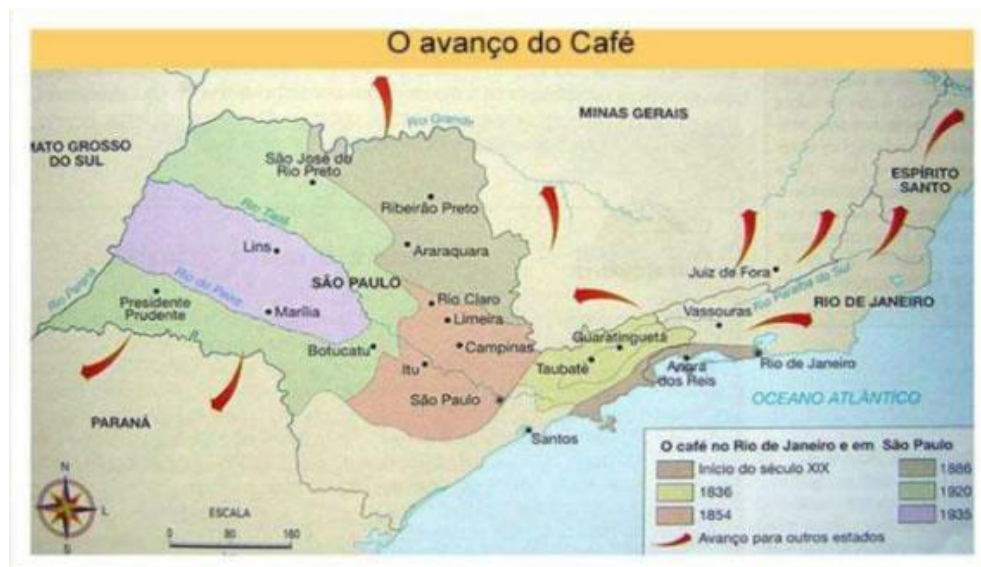 O avanço do Café
MINAS GERAIS
Rio Grande
MATO GROSSO
DO SUL
São José do
Rio Preto
ESPÍRITO
SANTO
Ribeirão Preto
Rio Tietê
Lins
Araraquara
SÃO PAULO
Juiz de Fora
Rio Paraná
Rio do Peixe
Rio Paraíba do Sul
Presidente
Prudente
Rio Claro
RIO DE JANEIRO
Marília
Limeira
Vassouras
Botucatu
Campinas
Guaratinguetá
Itu
Taubaté
Angra
dos Reis
Rio de Janeiro
São Paulo
OCEANO ATLÂNTICO
PARANÁ
Santos
O café no Rio de Janeiro e em São Paulo
Início do século XIX
1886
1836
1920
1854
1935
Avanço para outros estados
N
L
S
ESCALA
0 80 160